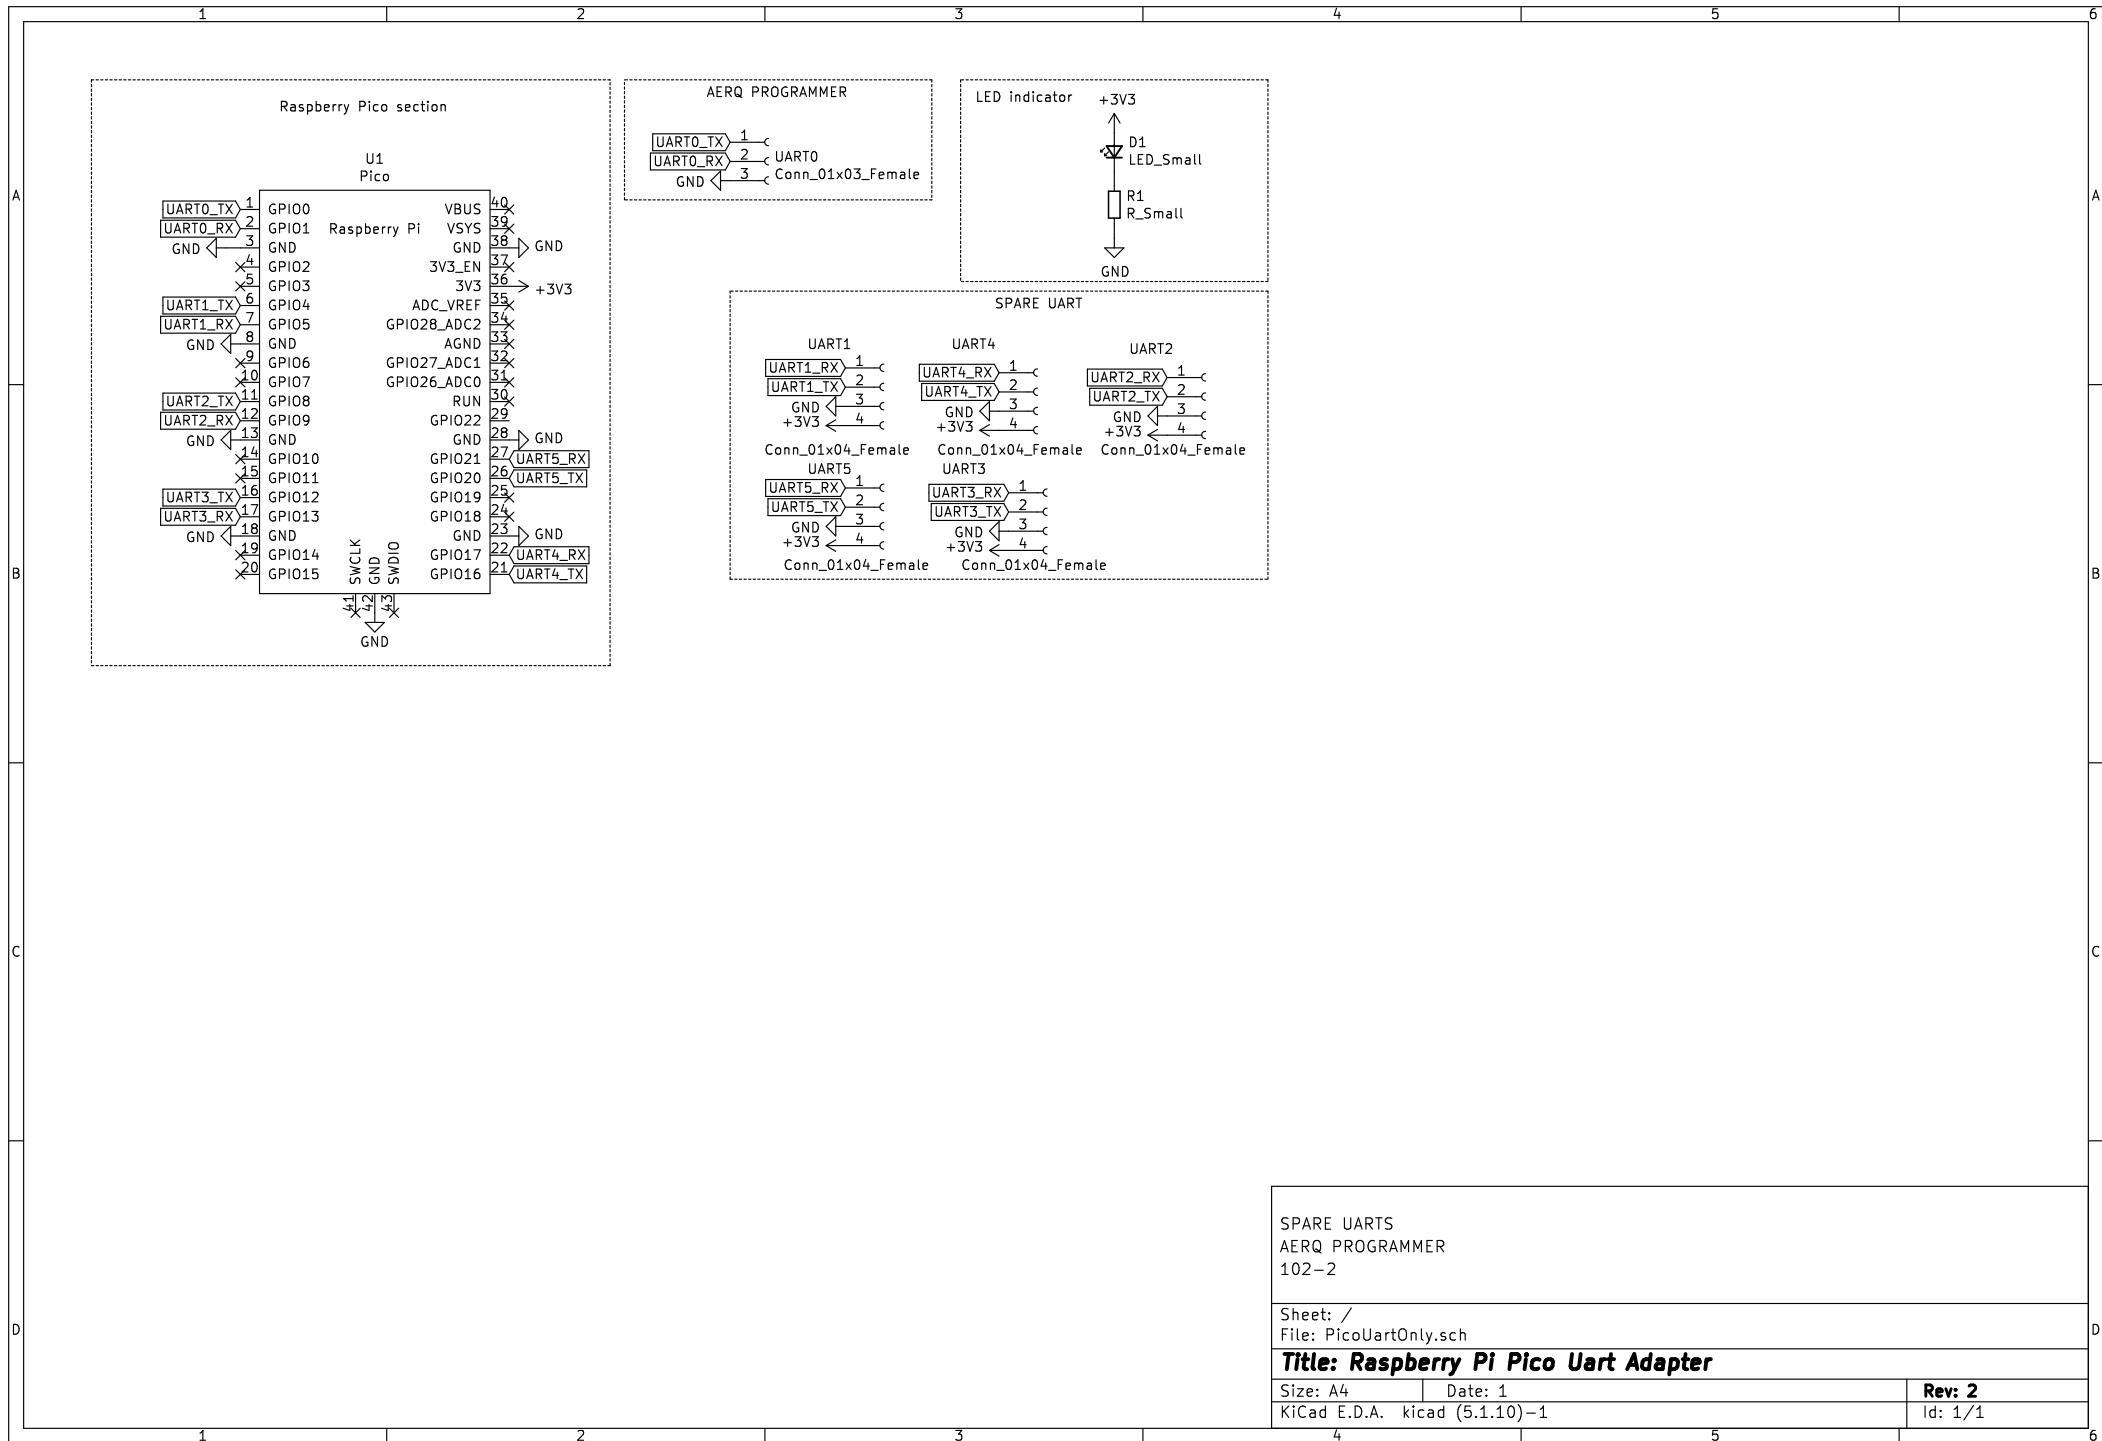 1 2 3 4 5 6
Raspberry Pico section
U1
Pico
Raspberry Pi
UART0_TX 1 GPIO0
UART0_RX 2 GPIO1
GND 3 GND
4 GPIO2
5 GPIO3
UART1_TX 6 GPIO4
UART1_RX 7 GPIO5
GND 8 GND
9 GPIO6
10 GPIO7
UART2_TX 11 GPIO8
UART2_RX 12 GPIO9
GND 13 GND
14 GPIO10
15 GPIO11
UART3_TX 16 GPIO12
UART3_RX 17 GPIO13
GND 18 GND
19 GPIO14
20 GPIO15
VBUS 40
VSYS 39
GND 38 GND
3V3_EN 37
3V3 36 +3V3
ADC_VREF 35
GPIO28_ADC2 34
AGND 33
GPIO27_ADC1 32
GPIO26_ADC0 31
RUN 30
GPIO22 29
GND 28 GND
GPIO21 27 UART5_RX
GPIO20 26 UART5_TX
GPIO19 25
GPIO18 24
GND 23 GND
GPIO17 22 UART4_RX
GPIO16 21 UART4_TX
SWCLK GND SWDIO
41 42 43
GND
AERQ PROGRAMMER
UART0_TX 1
UART0_RX 2
GND 3
UART0
Conn_01x03_Female
LED indicator
+3V3
D1
LED_Small
R1
R_Small
GND
SPARE UART
UART1
UART1_RX 1
UART1_TX 2
GND 3
+3V3 4
Conn_01x04_Female
UART4
UART4_RX 1
UART4_TX 2
GND 3
+3V3 4
Conn_01x04_Female
UART2
UART2_RX 1
UART2_TX 2
GND 3
+3V3 4
Conn_01x04_Female
UART5
UART5_RX 1
UART5_TX 2
GND 3
+3V3 4
Conn_01x04_Female
UART3
UART3_RX 1
UART3_TX 2
GND 3
+3V3 4
Conn_01x04_Female
A A
B B
C C
D D
SPARE UARTS
AERQ PROGRAMMER
102-2
Sheet: /
File: PicoUartOnly.sch
Title: Raspberry Pi Pico Uart Adapter
Size: A4 Date: 1 Rev: 2
KiCad E.D.A. kicad (5.1.10)-1 Id: 1/1
1 2 3 4 5 6